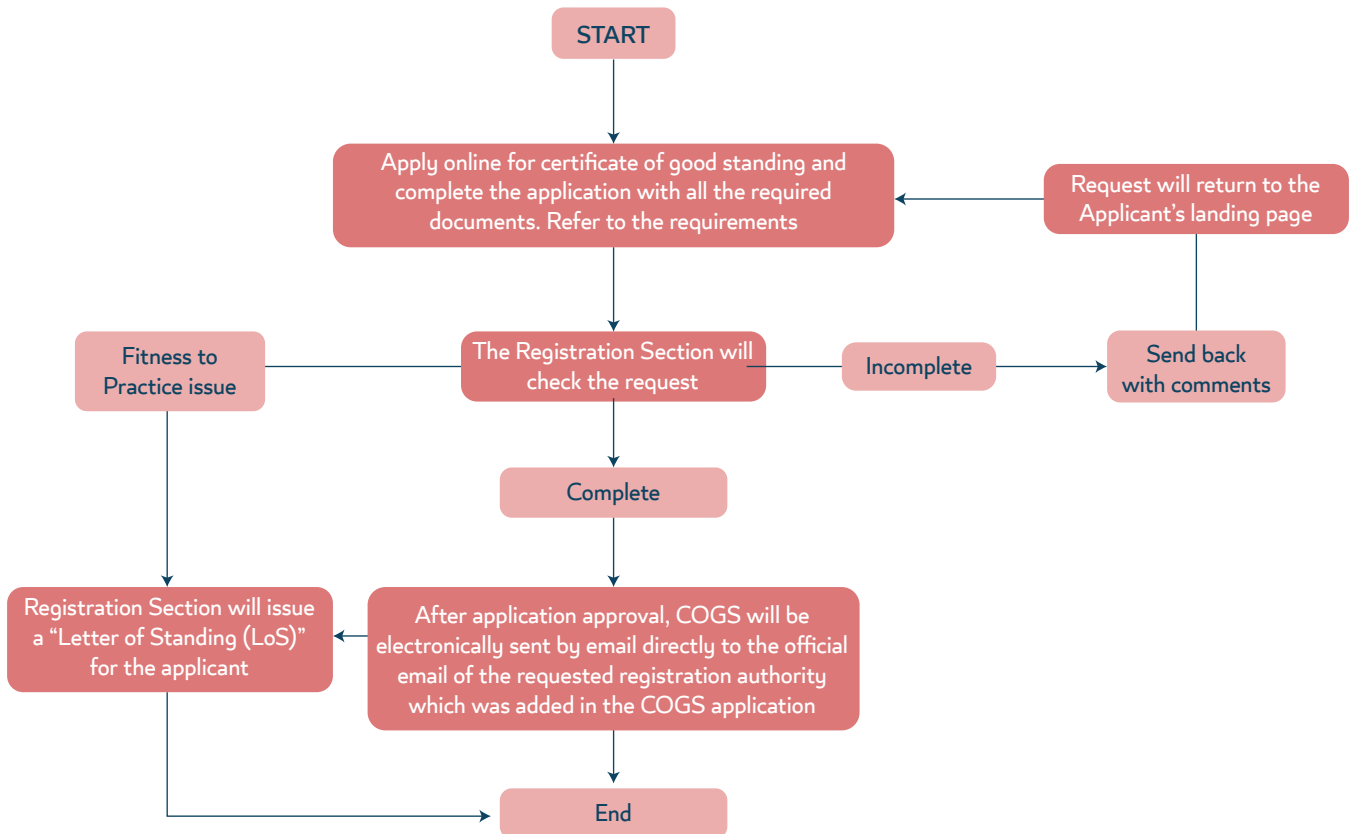 START
Apply online for certificate of good standing and
complete the application with all the required
documents. Refer to the requirements
Request will return to the
Applicant's landing page
Fitness to
Practice issue
The Registration Section will
check the request
Incomplete
Send back
with comments
Complete
Registration Section will issue
a “Letter of Standing (LoS)”
for the applicant
After application approval, COGS will be
electronically sent by email directly to the official
email of the requested registration authority
which was added in the COGS application
End